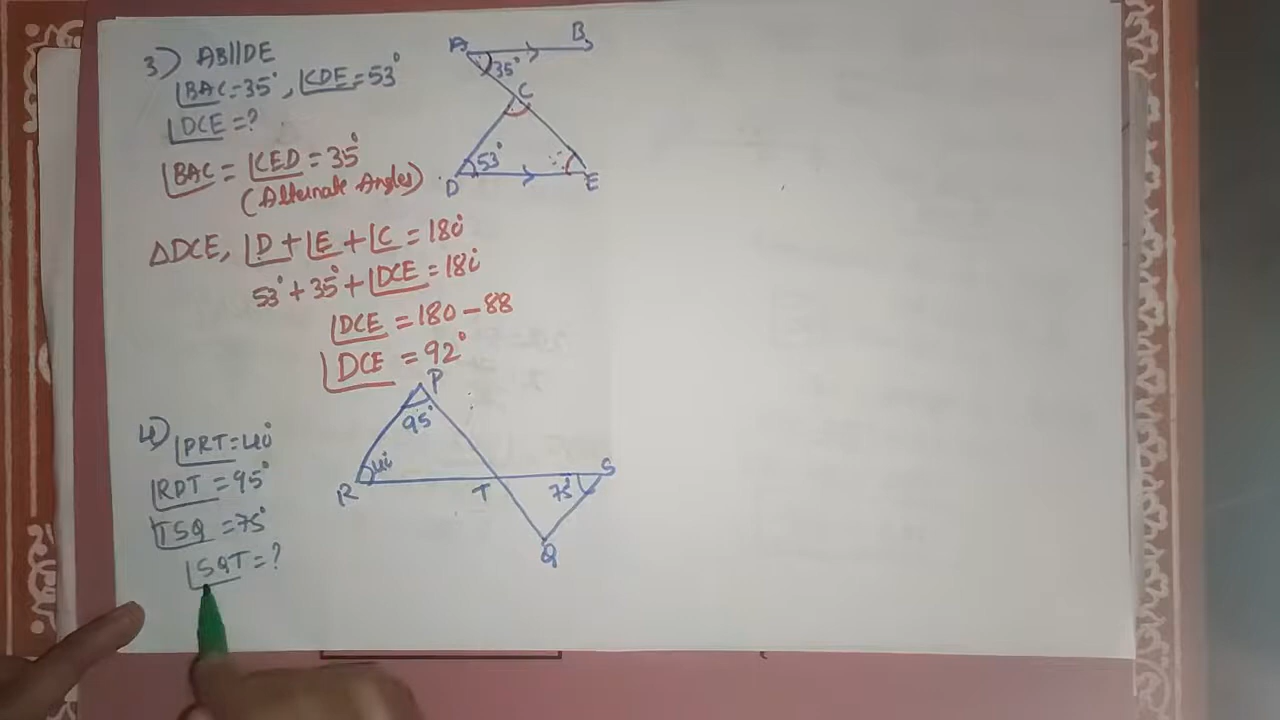 3) AB||DE
∠BAC=35°, ∠CDE=53°
∠DCE=?
∠BAC=∠CED=35°
(Alternate Angles)
△DCE, ∠D+∠E+∠C=180°
53°+35°+∠DCE=180°
∠DCE=180-88
∠DCE=92°
A B
35°
C
53°
D E
4) ∠PRT=40°
∠RPT=95°
∠TSQ=75°
∠SQT=?
P
95°
40°
R T 75° S
Q